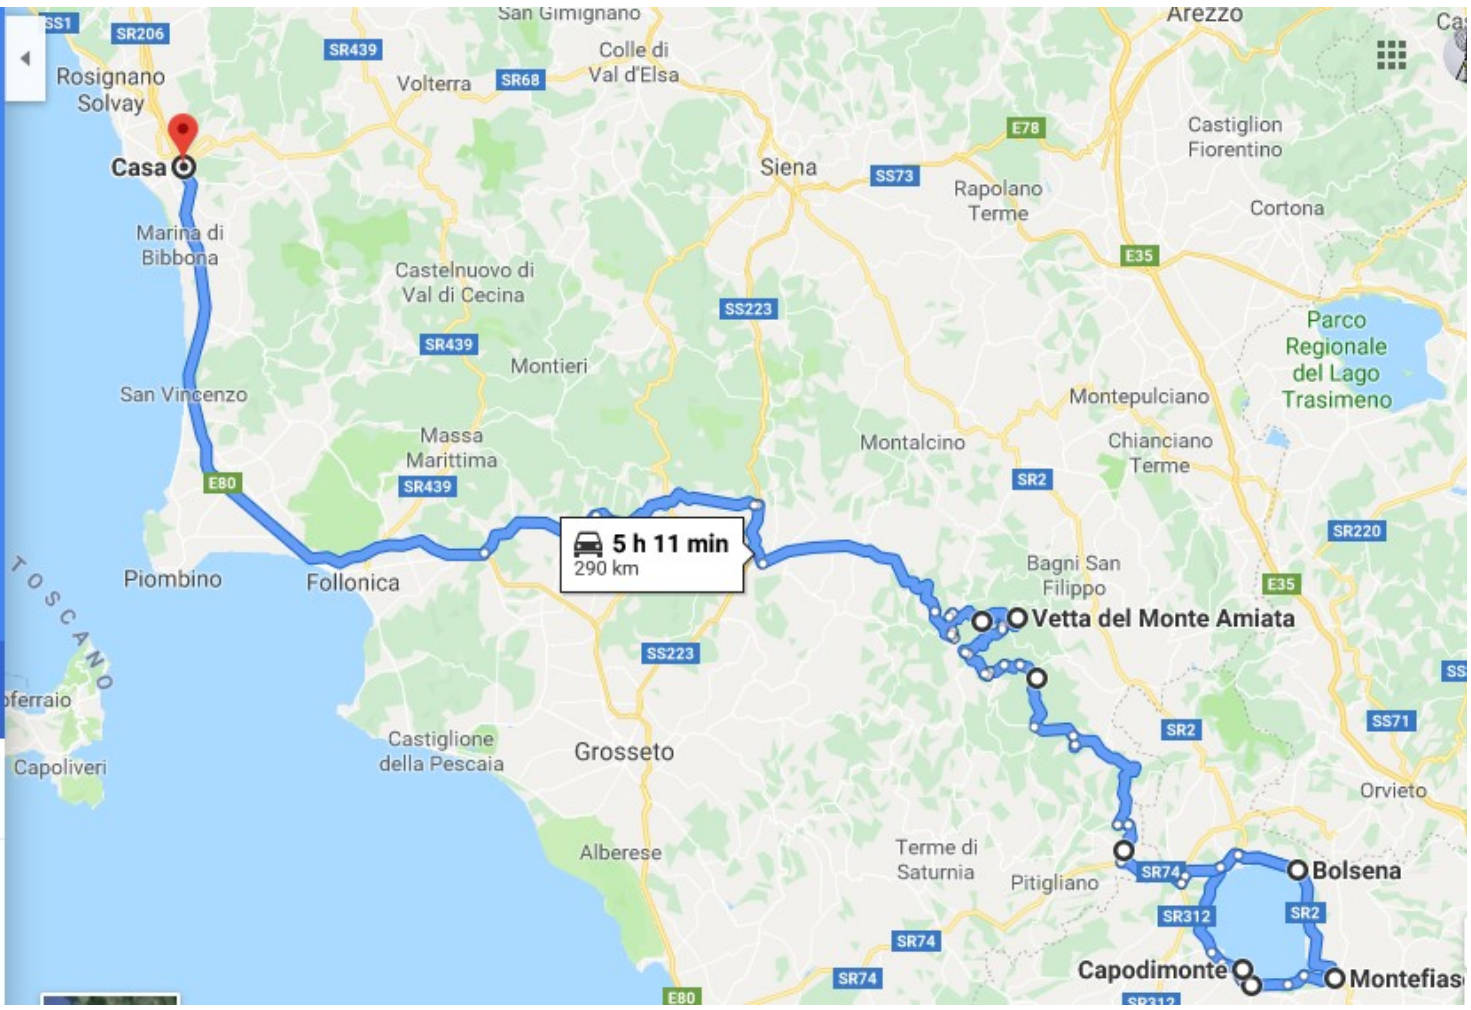 San Gimignano
Arezzo
SS1
SR206
SR439
Colle di
Val d'Elsa
Rosignano
Solvay
Volterra
SR68
E78
Castiglion
Fiorentino
Casa
Siena
SS73
Rapolano
Terme
Cortona
Marina di
Bibbona
E35
Castelnuovo di
Val di Cecina
SS223
Parco
Regionale
del Lago
Trasimeno
SR439
Montieri
San Vincenzo
Montepulciano
Massa
Marittima
Montalcino
Chianciano
Terme
E80
SR439
SR2
SR220
5 h 11 min
290 km
TOSCANO
Piombino
Follonica
Bagni San
Filippo
E35
Vetta del Monte Amiata
SS223
oferraio
SS
SS71
SR2
Castiglione
della Pescaia
Grosseto
Capoliveri
Orvieto
Alberese
Terme di
Saturnia
Pitigliano
SR74
Bolsena
SR312
SR2
SR74
Capodimonte
SR74
Montefias
E80
SR312